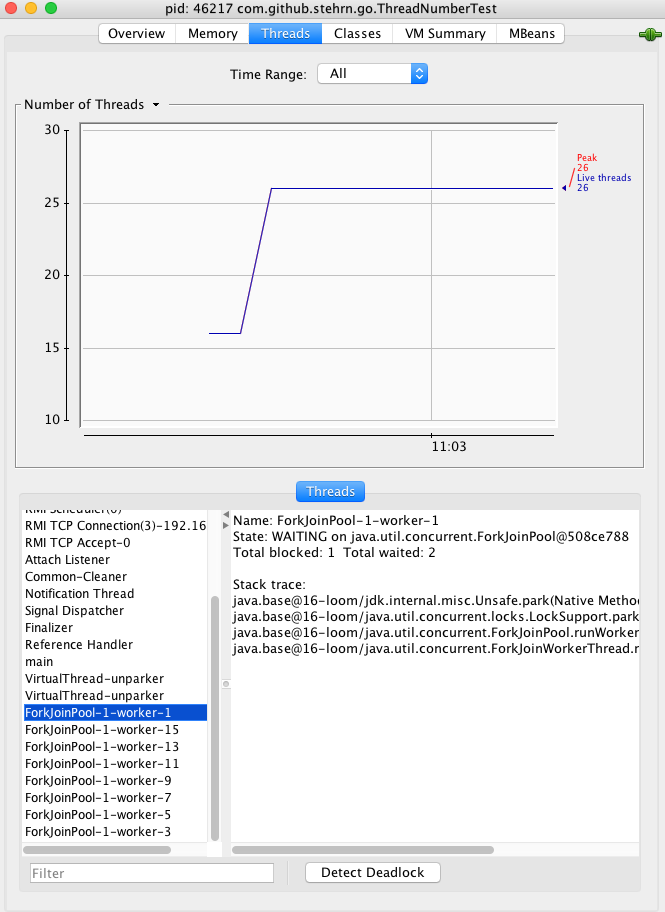 pid: 46217 com.github.stehrn.go.ThreadNumberTest
Overview Memory Threads Classes VM Summary MBeans
Time Range: All
Number of Threads
30
25
20
15
10
Peak
26
Live threads
26
11:03
Threads
RMI Scheduler(0)
RMI TCP Connection(3)-192.16
RMI TCP Accept-0
Attach Listener
Common-Cleaner
Notification Thread
Signal Dispatcher
Finalizer
Reference Handler
main
VirtualThread-unparker
VirtualThread-unparker
ForkJoinPool-1-worker-1
ForkJoinPool-1-worker-15
ForkJoinPool-1-worker-13
ForkJoinPool-1-worker-11
ForkJoinPool-1-worker-9
ForkJoinPool-1-worker-7
ForkJoinPool-1-worker-5
ForkJoinPool-1-worker-3
Name: ForkJoinPool-1-worker-1
State: WAITING on java.util.concurrent.ForkJoinPool@508ce788
Total blocked: 1 Total waited: 2
Stack trace:
java.base@16-loom/jdk.internal.misc.Unsafe.park(Native Metho
java.base@16-loom/java.util.concurrent.locks.LockSupport.park
java.base@16-loom/java.util.concurrent.ForkJoinPool.runWorker
java.base@16-loom/java.util.concurrent.ForkJoinWorkerThread.r
Filter
Detect Deadlock